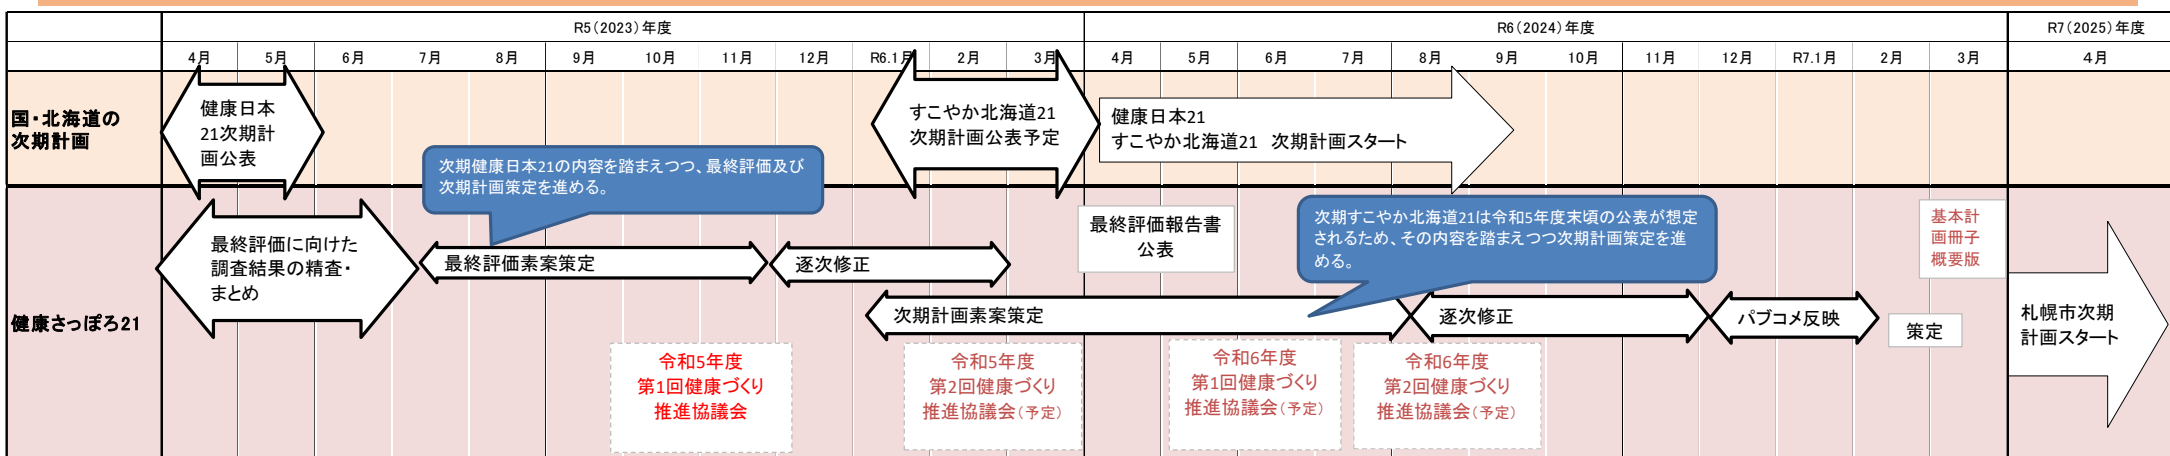 R5(2023)年度
R6(2024)年度
R7(2025)年度
4月
5月
6月
7月
8月
9月
10月
11月
12月
R6.1月
2月
3月
4月
5月
6月
7月
8月
9月
10月
11月
12月
R7.1月
2月
3月
4月
国・北海道の
次期計画
健康日本
21次期計
画公表
すこやか北海道21
次期計画公表予定
健康日本21
すこやか北海道21 次期計画スタート
次期健康日本21の内容を踏まえつつ、最終評価及び
次期計画策定を進める。
健康さっぽろ21
最終評価に向けた
調査結果の精査・
まとめ
最終評価素案策定
逐次修正
最終評価報告書
公表
次期すこやか北海道21は令和5年度末頃の公表が想定
されるため、その内容を踏まえつつ次期計画策定を進
める。
基本計
画冊子
概要版
次期計画素案策定
逐次修正
パブコメ反映
策定
札幌市次期
計画スタート
令和5年度
第1回健康づくり
推進協議会
令和5年度
第2回健康づくり
推進協議会(予定)
令和6年度
第1回健康づくり
推進協議会(予定)
令和6年度
第2回健康づくり
推進協議会(予定)